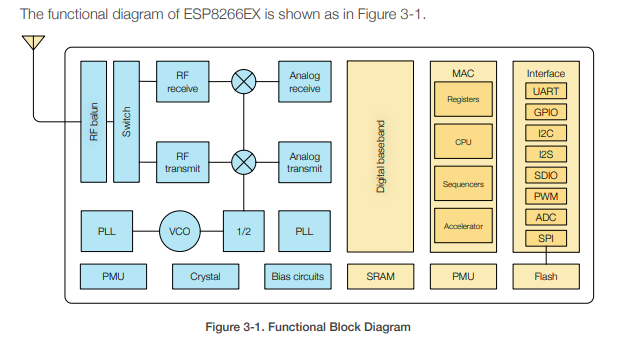 The functional diagram of ESP8266EX is shown as in Figure 3-1.
RF balun
Switch
RF
receive
Analog
receive
RF
transmit
Analog
transmit
PLL
VCO
1/2
PLL
PMU
Crystal
Bias circuits
Digital baseband
SRAM
MAC
Registers
CPU
Sequencers
Accelerator
PMU
Interface
UART
GPIO
I2C
I2S
SDIO
PWM
ADC
SPI
Flash
Figure 3-1. Functional Block Diagram